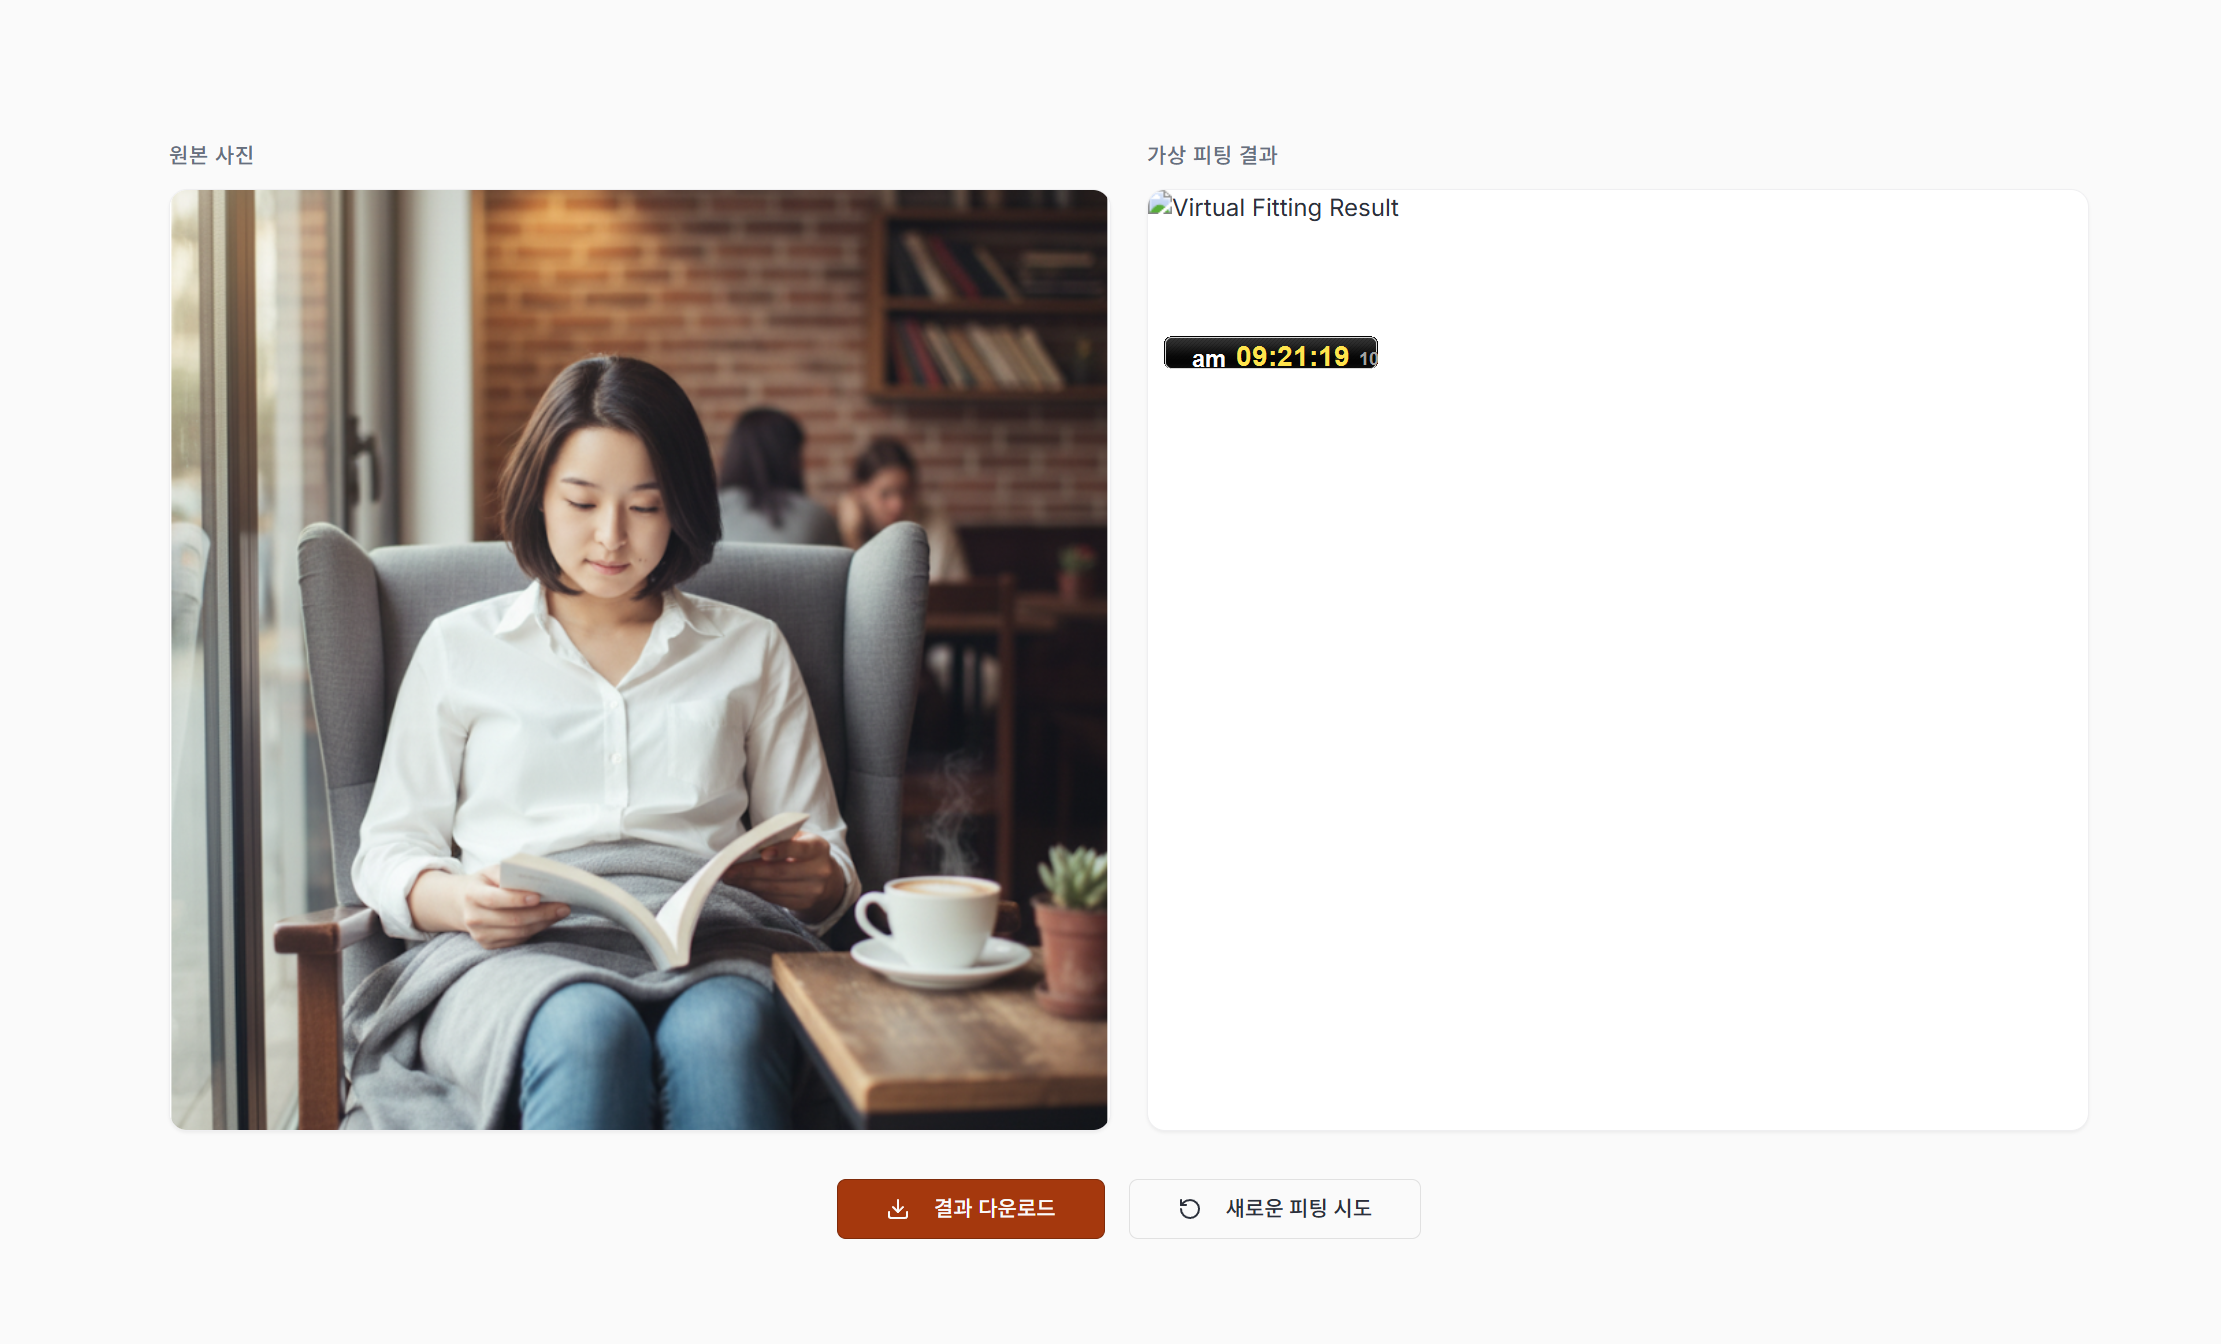 원본 사진
가상 피팅 결과
Virtual Fitting Result
am 09:21:19 10
결과 다운로드
새로운 피팅 시도